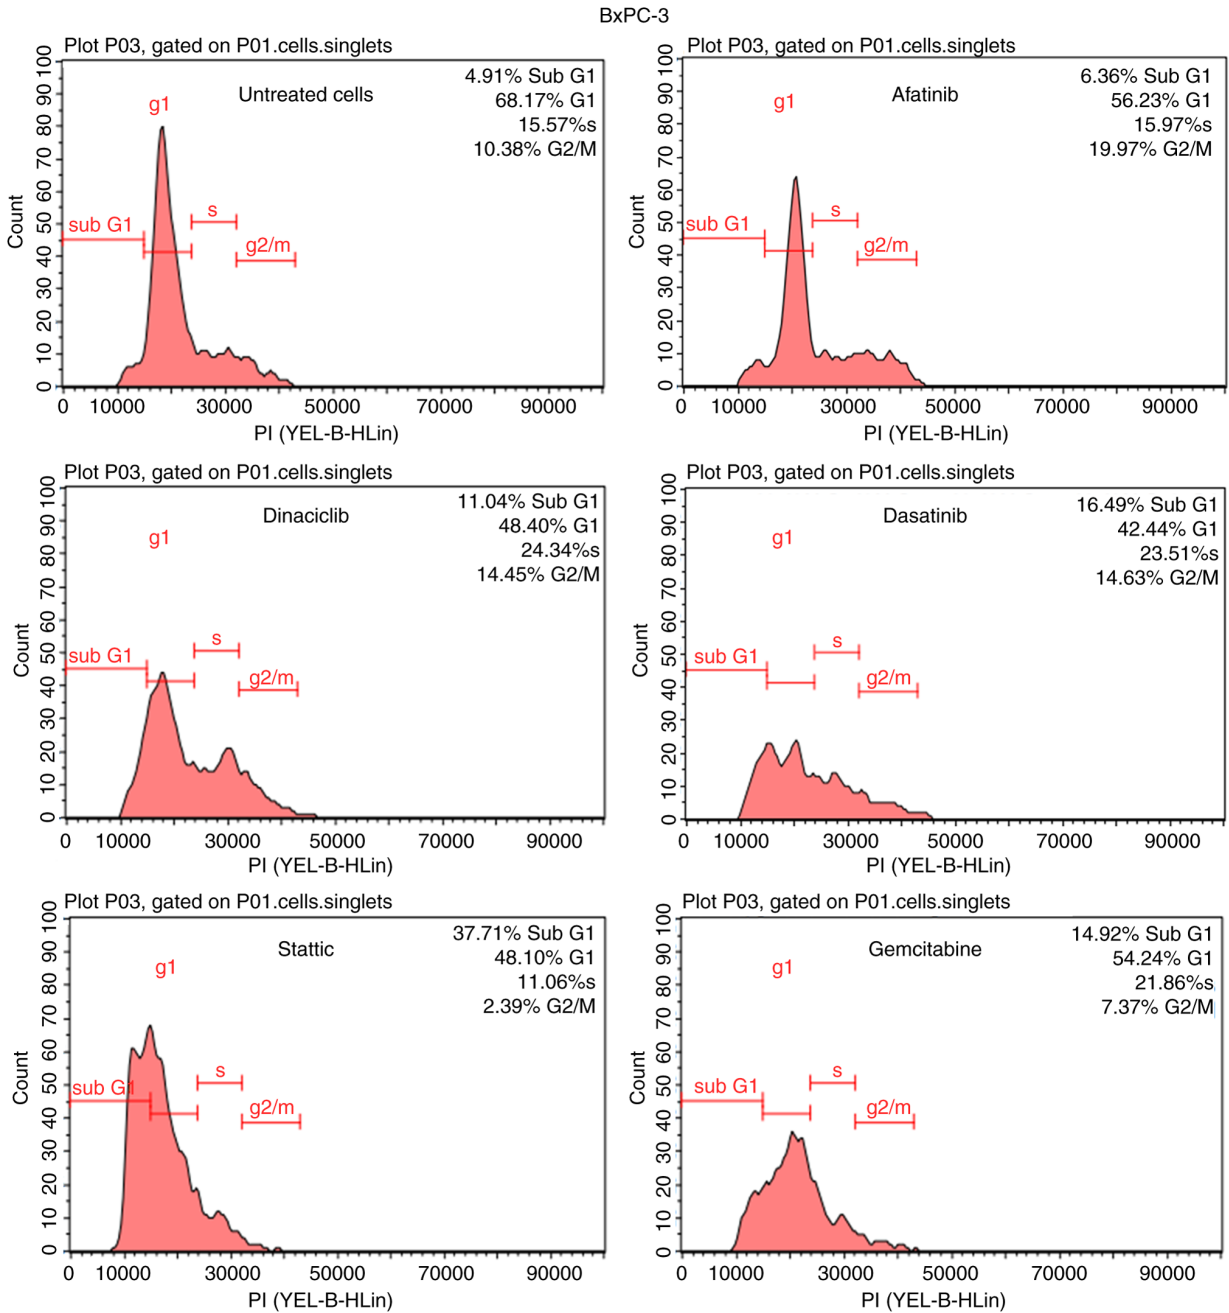 BxPC-3
Plot P03, gated on P01.cells.singlets
100
90
80
70
60
50
40
30
20
10
0
Count
4.91% Sub G1
68.17% G1
15.57%s
10.38% G2/M
Untreated cells
g1
sub G1
s
g2/m
0 10000 30000 50000 70000 90000
PI (YEL-B-HLin)
Plot P03, gated on P01.cells.singlets
100
90
80
70
60
50
40
30
20
10
0
Count
6.36% Sub G1
56.23% G1
15.97%s
19.97% G2/M
Afatinib
g1
sub G1
s
g2/m
0 10000 30000 50000 70000 90000
PI (YEL-B-HLin)
Plot P03, gated on P01.cells.singlets
100
90
80
70
60
50
40
30
20
10
0
Count
11.04% Sub G1
48.40% G1
24.34%s
14.45% G2/M
Dinaciclib
g1
sub G1
s
g2/m
0 10000 30000 50000 70000 90000
PI (YEL-B-HLin)
Plot P03, gated on P01.cells.singlets
100
90
80
70
60
50
40
30
20
10
0
Count
16.49% Sub G1
42.44% G1
23.51%s
14.63% G2/M
Dasatinib
g1
sub G1
s
g2/m
0 10000 30000 50000 70000 90000
PI (YEL-B-HLin)
Plot P03, gated on P01.cells.singlets
100
90
80
70
60
50
40
30
20
10
0
Count
37.71% Sub G1
48.10% G1
11.06%s
2.39% G2/M
Stattic
g1
sub G1
s
g2/m
0 10000 30000 50000 70000 90000
PI (YEL-B-HLin)
Plot P03, gated on P01.cells.singlets
100
90
80
70
60
50
40
30
20
10
0
Count
14.92% Sub G1
54.24% G1
21.86%s
7.37% G2/M
Gemcitabine
g1
sub G1
s
g2/m
0 10000 30000 50000 70000 90000
PI (YEL-B-HLin)